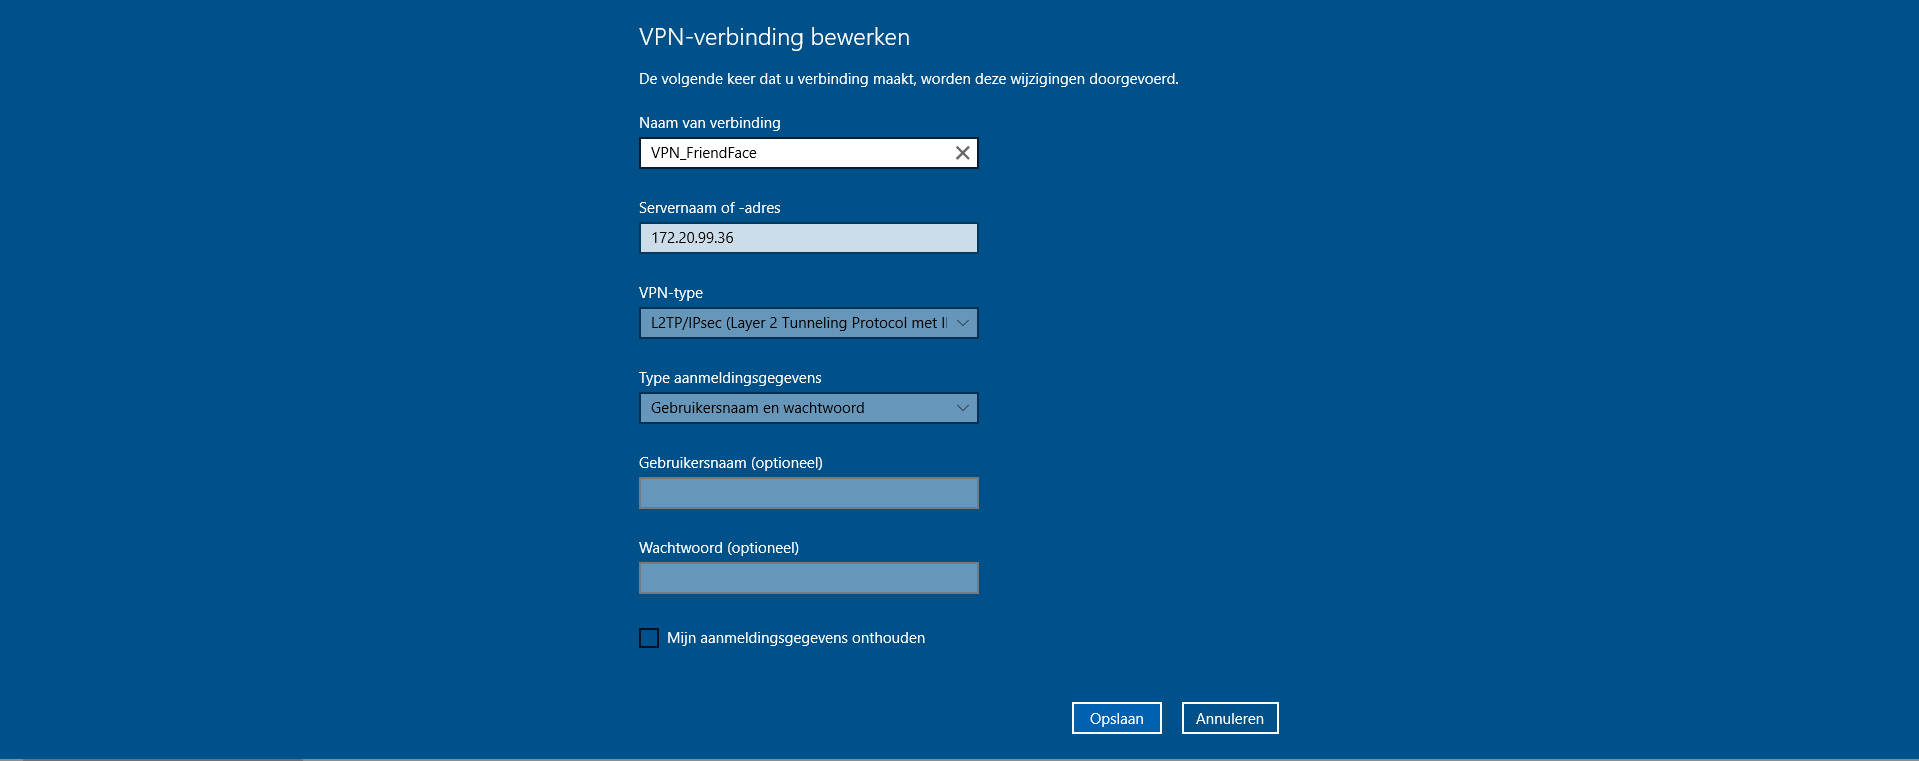 VPN-verbinding bewerken
De volgende keer dat u verbinding maakt, worden deze wijzigingen doorgevoerd.
Naam van verbinding
VPN_FriendFace
Servernaam of -adres
172.20.99.36
VPN-type
L2TP/IPsec (Layer 2 Tunneling Protocol met
Type aanmeldingsgegevens
Gebruikersnaam en wachtwoord
Gebruikersnaam (optioneel)
Wachtwoord (optioneel)
Mijn aanmeldingsgegevens onthouden
Opslaan Annuleren